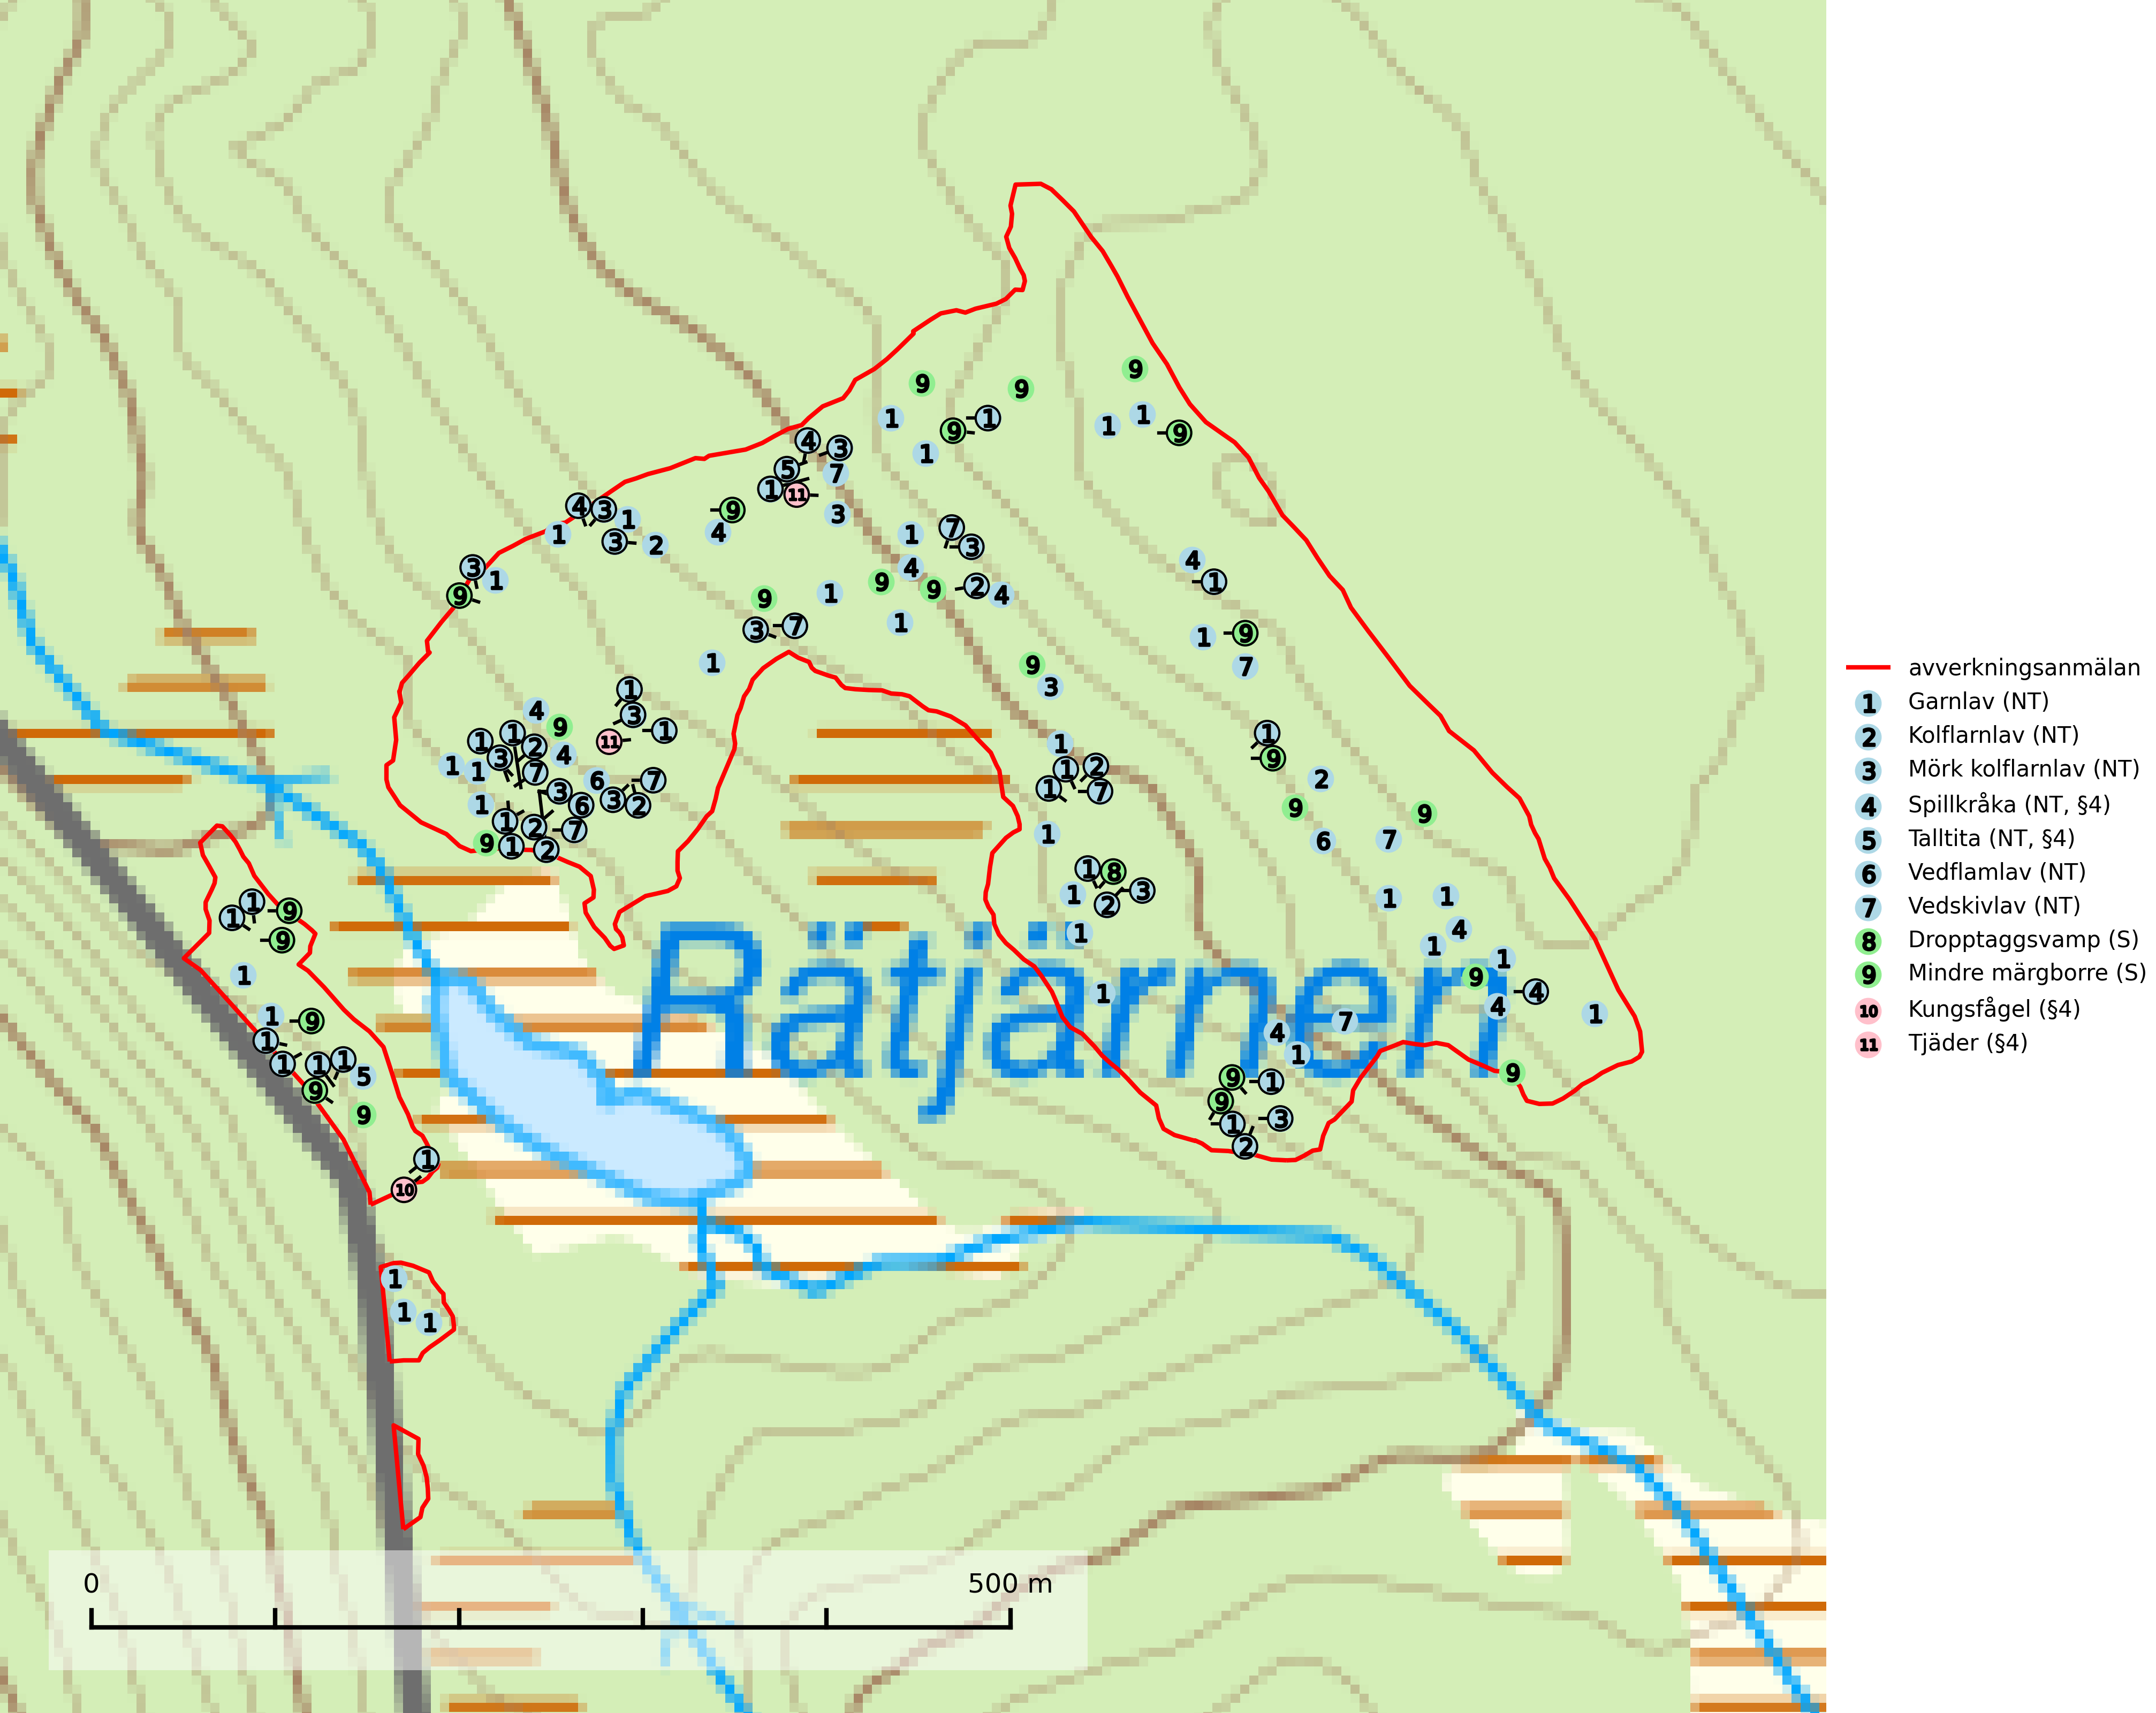 Rätjärnen
0 500 m
avverkningsanmälan
1 Garnlav (NT)
2 Kolflarnlav (NT)
3 Mörk kolflarnlav (NT)
4 Spillkråka (NT, §4)
5 Talltita (NT, §4)
6 Vedflamlav (NT)
7 Vedskivlav (NT)
8 Dropptaggsvamp (S)
9 Mindre märgborre (S)
10 Kungsfågel (§4)
11 Tjäder (§4)